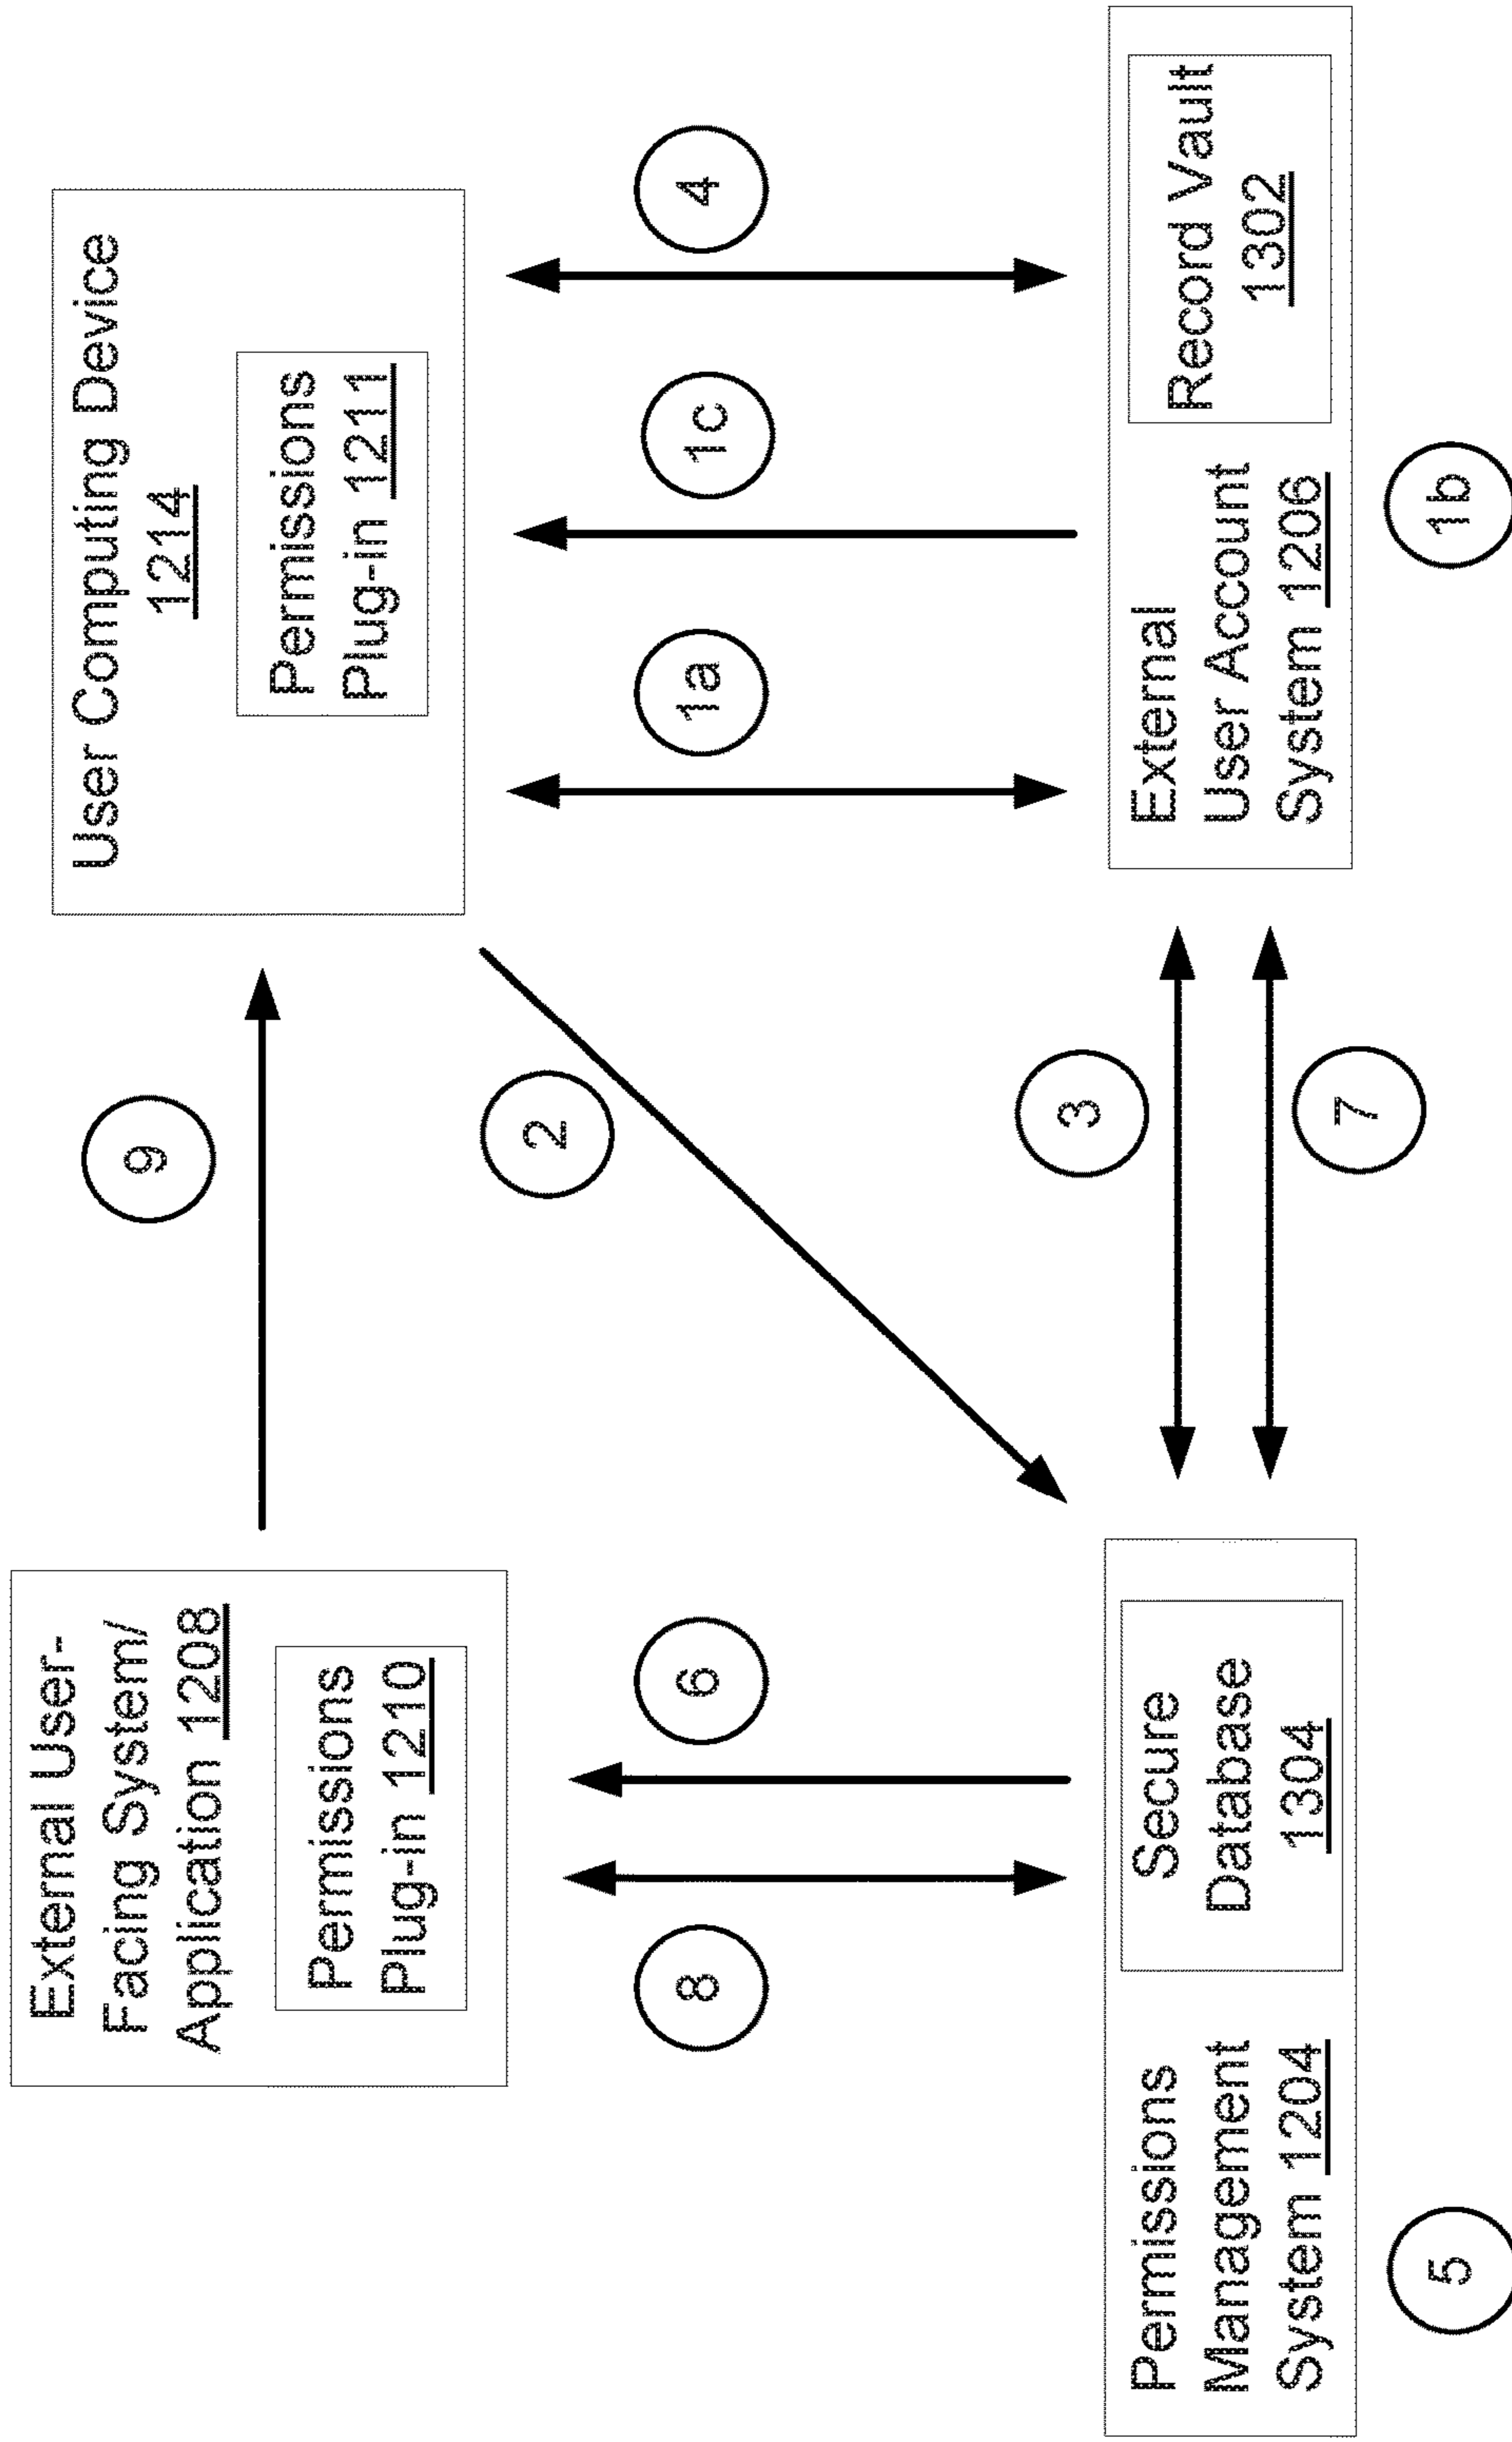 External User-
Facing System/
Application 1208
Permissions
Plug-in 1210
9
User Computing Device
1214
Permissions
Plug-in 1211
2
8
6
1a
1c
4
Permissions
Management
System 1204
Secure
Database
1304
3
7
External
User Account
System 1206
Record Vault
1302
5
1b